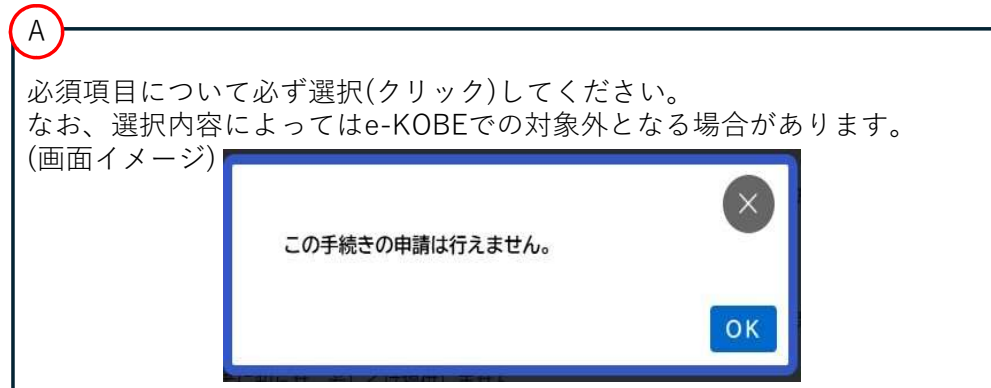 A
必須項目について必ず選択(クリック)してください。
なお、選択内容によってはe-KOBEでの対象外となる場合があります。
(画面イメージ)
この手続きの申請は行えません。
OK